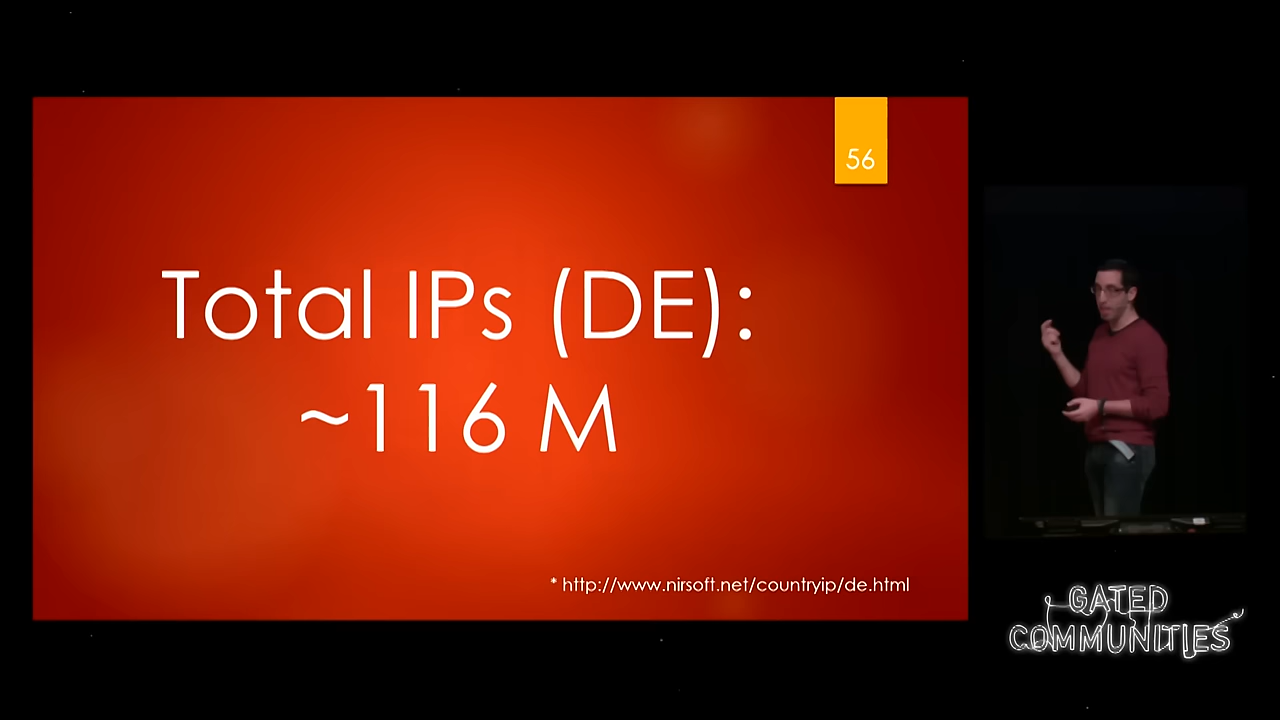 56
Total IPs (DE):
~116 M
* http://www.nirsoft.net/countryip/de.html
GATED
COMMUNITIES